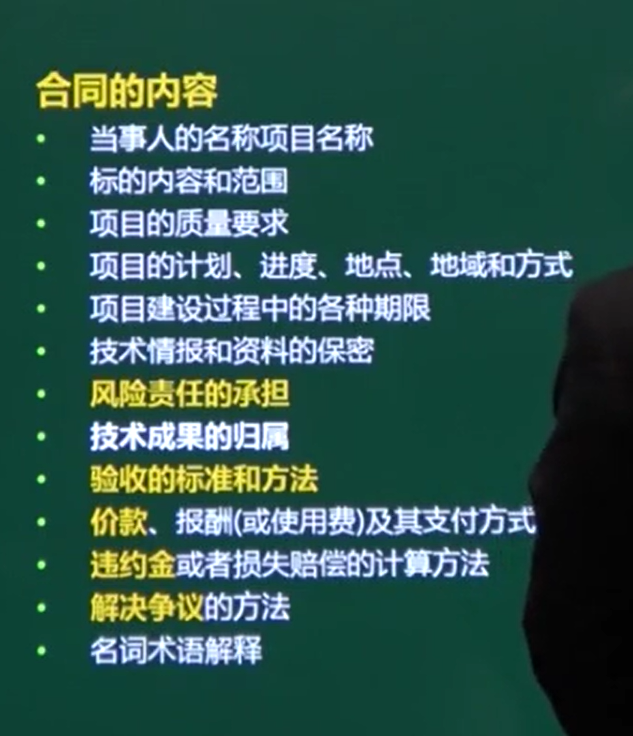 合同的内容
• 当事人的名称项目名称
• 标的内容和范围
• 项目的质量要求
• 项目的计划、进度、地点、地域和方式
• 项目建设过程中的各种期限
• 技术情报和资料的保密
• 风险责任的承担
• 技术成果的归属
• 验收的标准和方法
• 价款、报酬(或使用费)及其支付方式
• 违约金或者损失赔偿的计算方法
• 解决争议的方法
• 名词术语解释